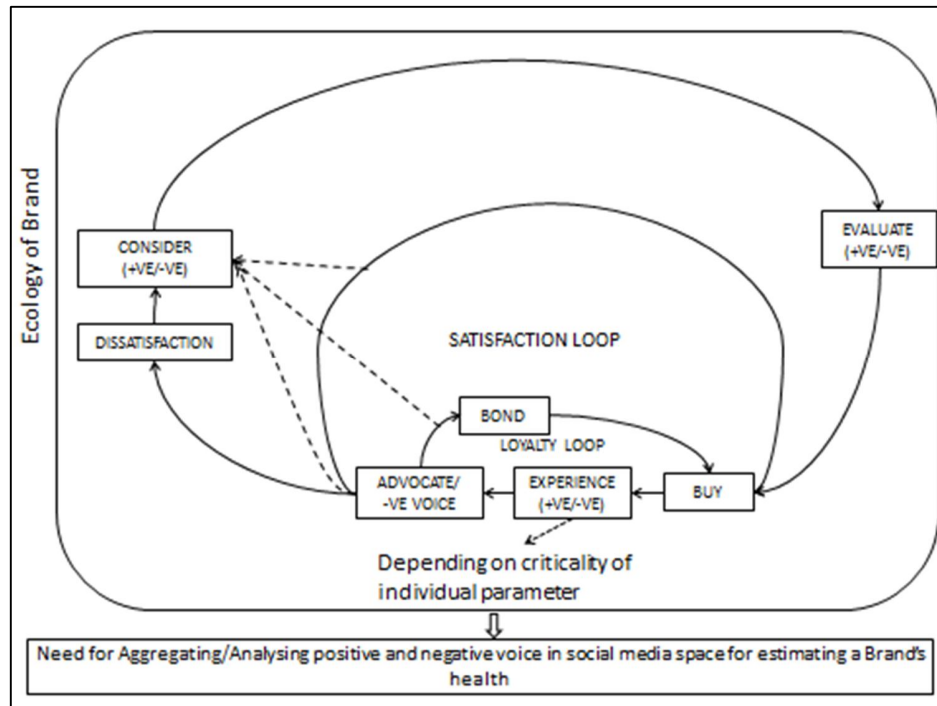 Ecology of Brand
CONSIDER
(+VE/-VE)
EVALUATE
(+VE/-VE)
DISSATISFACTION
SATISFACTION LOOP
BOND
LOYALTY LOOP
ADVOCATE/
-VE VOICE
EXPERIENCE
(+VE/-VE)
BUY
Depending on criticality of
individual parameter
Need for Aggregating/Analysing positive and negative voice in social media space for estimating a Brand's
health